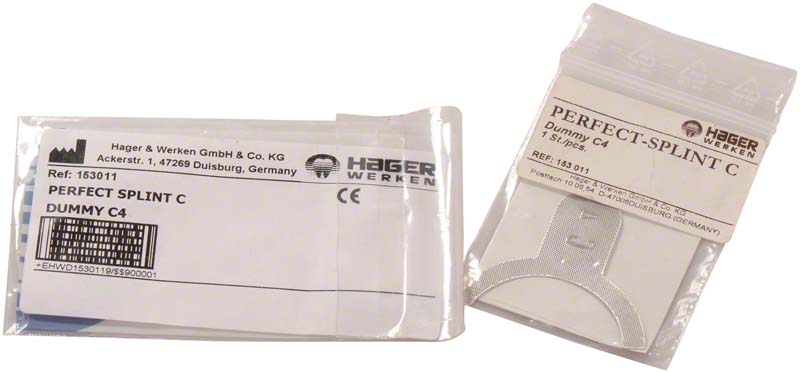 Hager & Werken GmbH & Co. KG
Ackerstr. 1, 47269 Duisburg, Germany
HAGER
WERKEN
Ref: 153011
PERFECT SPLINT C
DUMMY C4
CE
+EHWD1530119/$$900001
PERFECT-SPLINT C
Dummy C4
1 St./pcs.
HAGER
WERKEN
REF: 153 011
Hager & Werken GmbH & Co. KG
Postfach 10 06 54, D-47006DUISBURG (GERMANY)
C 4